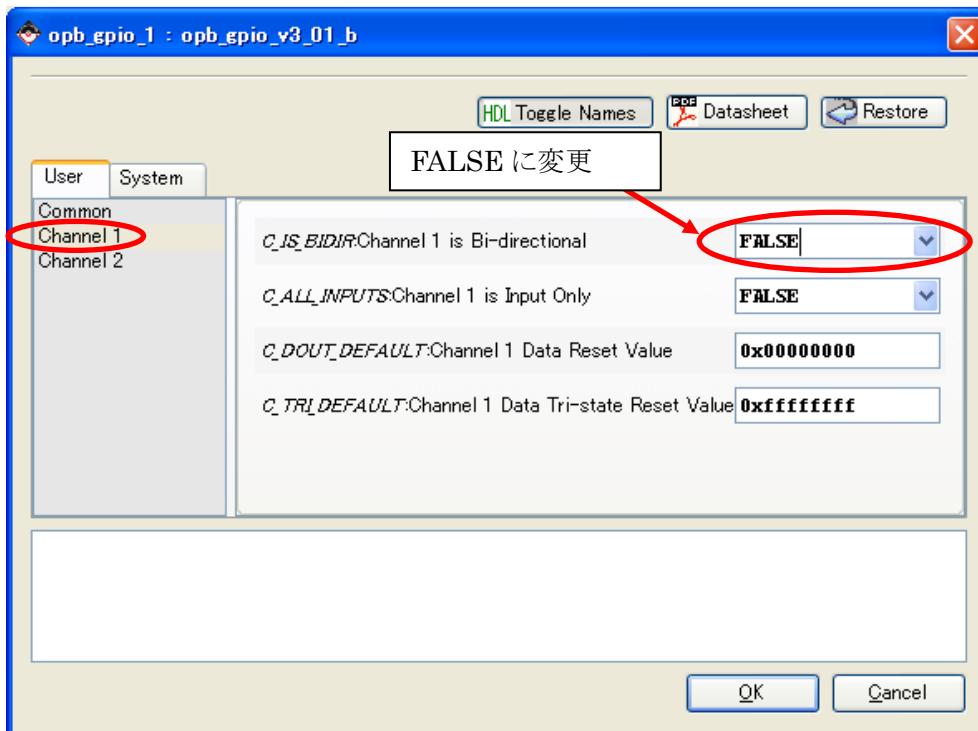 opb_gpio_1 : opb_gpio_v3_01_b
HDL Toggle Names
PDF Datasheet
Restore
FALSE に変更
User
System
Common
Channel 1
Channel 2
C_IS_BIDIR:Channel 1 is Bi-directional
FALSE
C_ALL_INPUTS:Channel 1 is Input Only
FALSE
C_DOUT_DEFAULT:Channel 1 Data Reset Value
0x00000000
C_TRI_DEFAULT:Channel 1 Data Tri-state Reset Value
0xffffffff
OK
Cancel